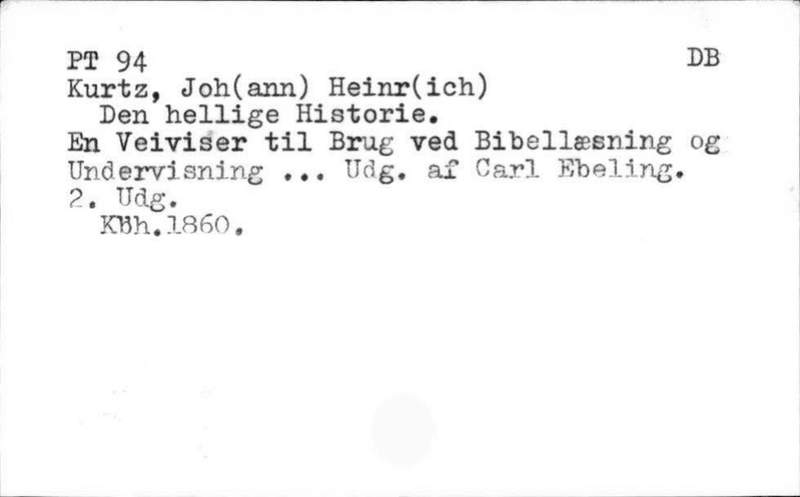 PT 94 DB
Kurtz, Joh(ann) Heinr(ich)
Den hellige Historie.
En Veiviser til Brug ved Bibellæsning og
Undervisning ... Udg. af Carl Ebeling.
2. Udg.
Kbh.1860.